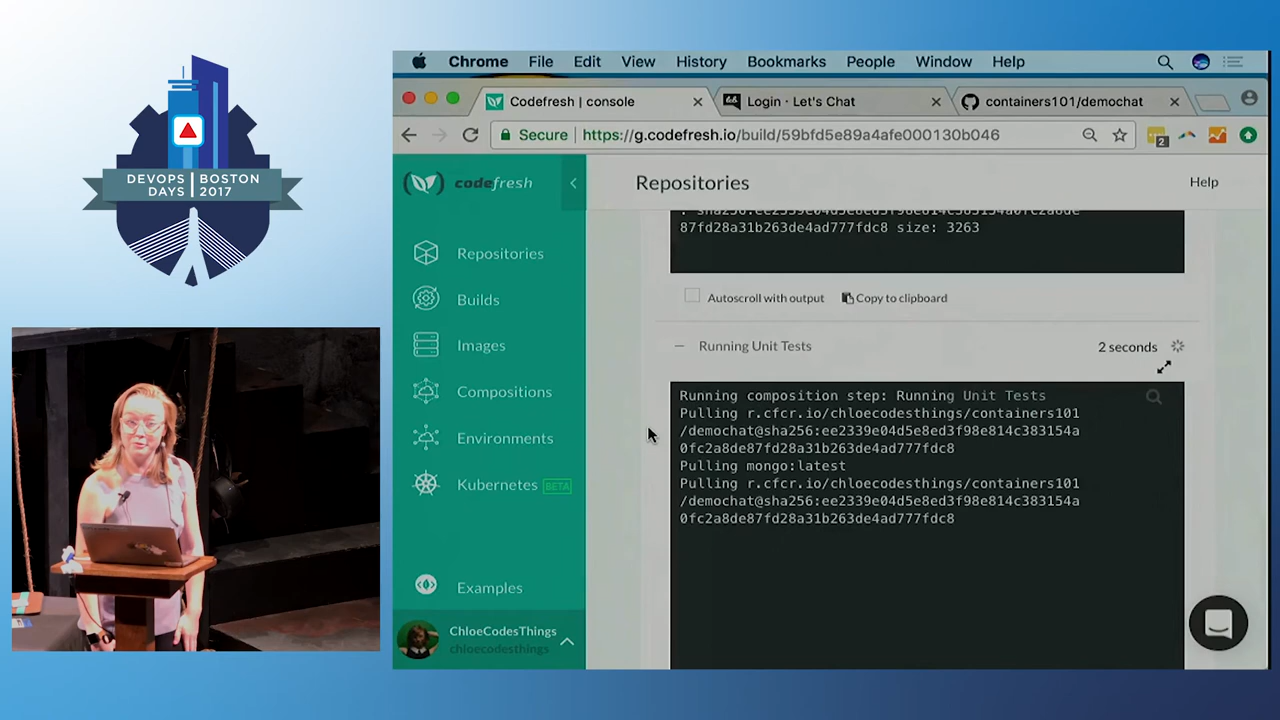 DEVOPS BOSTON
DAYS 2017
Chrome File Edit View History Bookmarks People Window Help
Codefresh | console
Login · Let's Chat
containers101/demochat
Secure https://g.codefresh.io/build/59bfd5e89a4afe000130b046
2
codefresh
Repositories
Help
Repositories
Builds
Images
Compositions
Environments
Kubernetes BETA
Examples
ChloeCodesThings
chloecodesthings
87fd28a31b263de4ad777fdc8 size: 3263
Autoscroll with output Copy to clipboard
Running Unit Tests 2 seconds
Running composition step: Running Unit Tests
Pulling r.cfcr.io/chloecodesthings/containers101
/demochat@sha256:ee2339e04d5e8ed3f98e814c383154a
0fc2a8de87fd28a31b263de4ad777fdc8
Pulling mongo:latest
Pulling r.cfcr.io/chloecodesthings/containers101
/demochat@sha256:ee2339e04d5e8ed3f98e814c383154a
0fc2a8de87fd28a31b263de4ad777fdc8